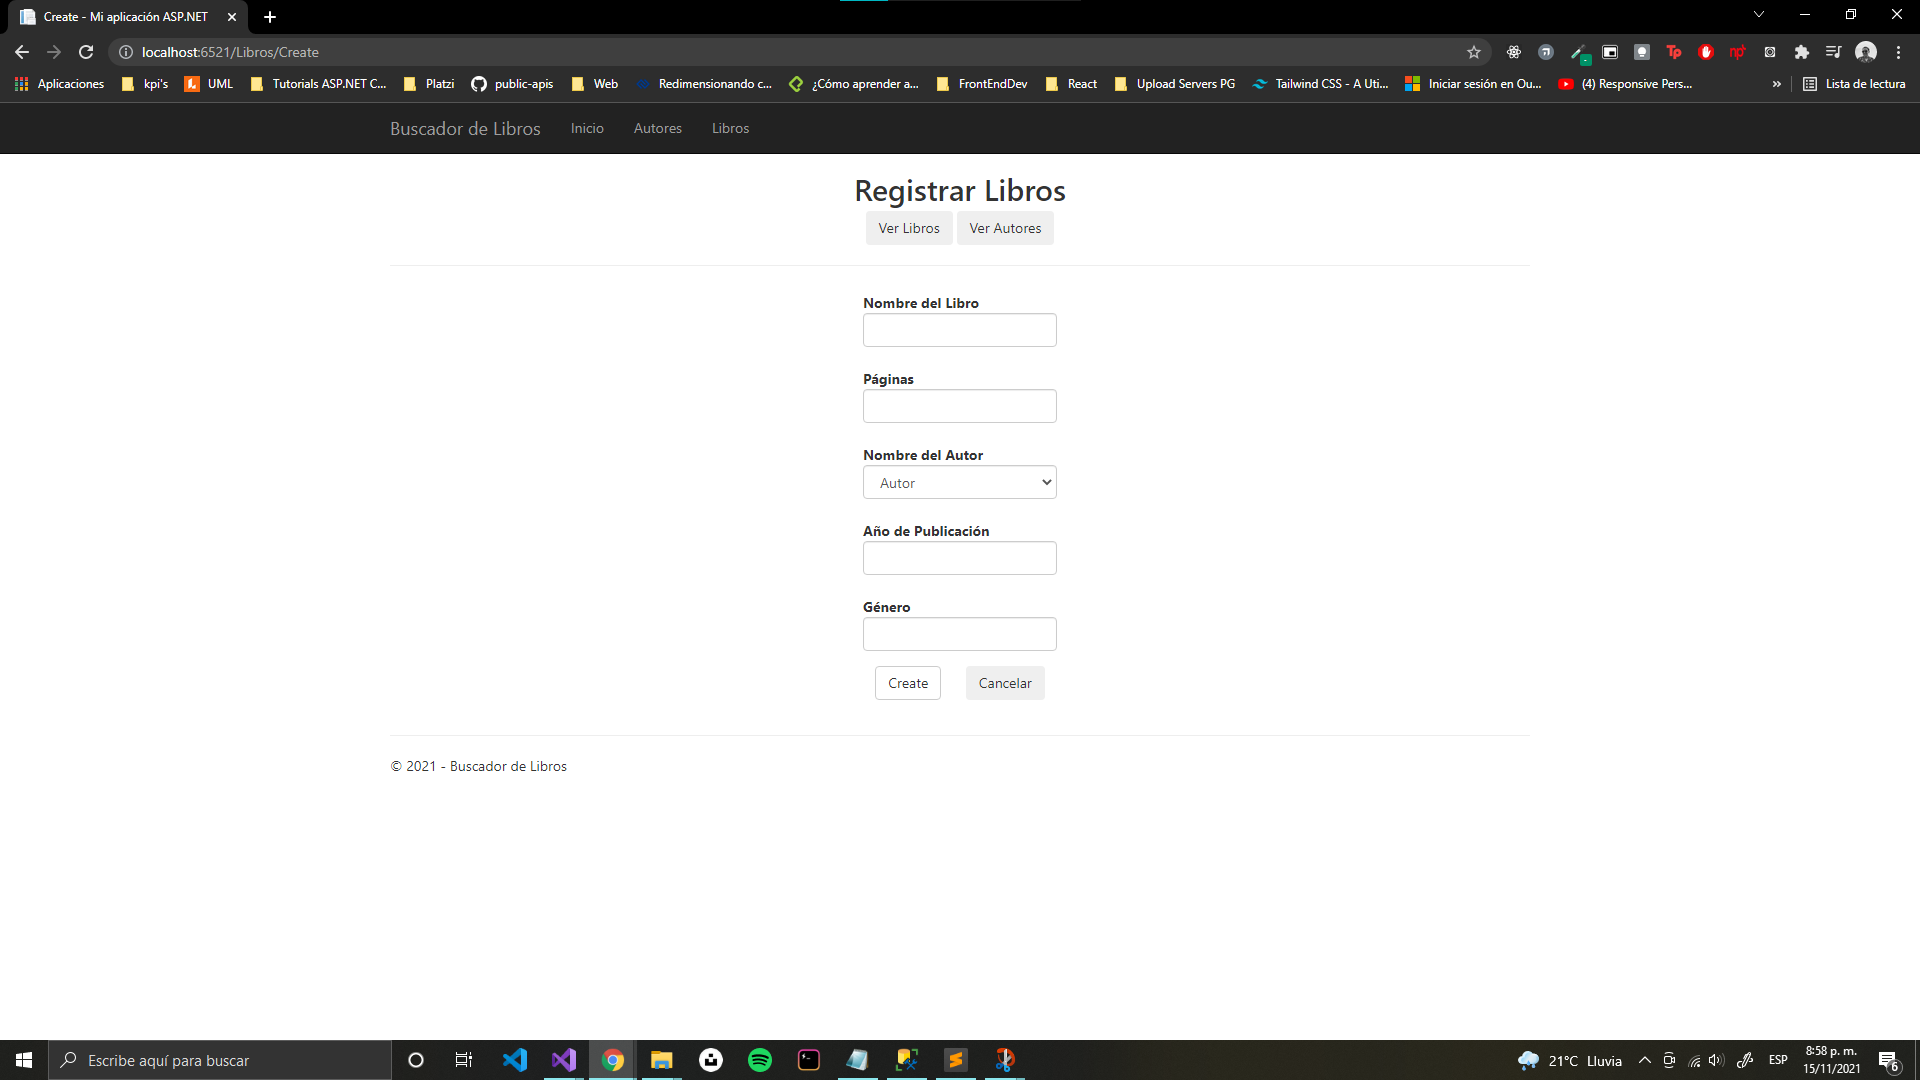 Create - Mi aplicación ASP.NET
localhost:6521/Libros/Create
Aplicaciones kpi's UML Tutorials ASP.NET C... Platzi public-apis Web Redimensionando c... ¿Cómo aprender a... FrontEndDev React Upload Servers PG Tailwind CSS - A Uti... Iniciar sesión en Ou... (4) Responsive Pers... » Lista de lectura
Buscador de Libros Inicio Autores Libros
Registrar Libros
Ver Libros Ver Autores
Nombre del Libro
Páginas
Nombre del Autor
Autor
Año de Publicación
Género
Create Cancelar
© 2021 - Buscador de Libros
Escribe aquí para buscar
21°C Lluvia
ESP
8:58 p. m.
15/11/2021
6